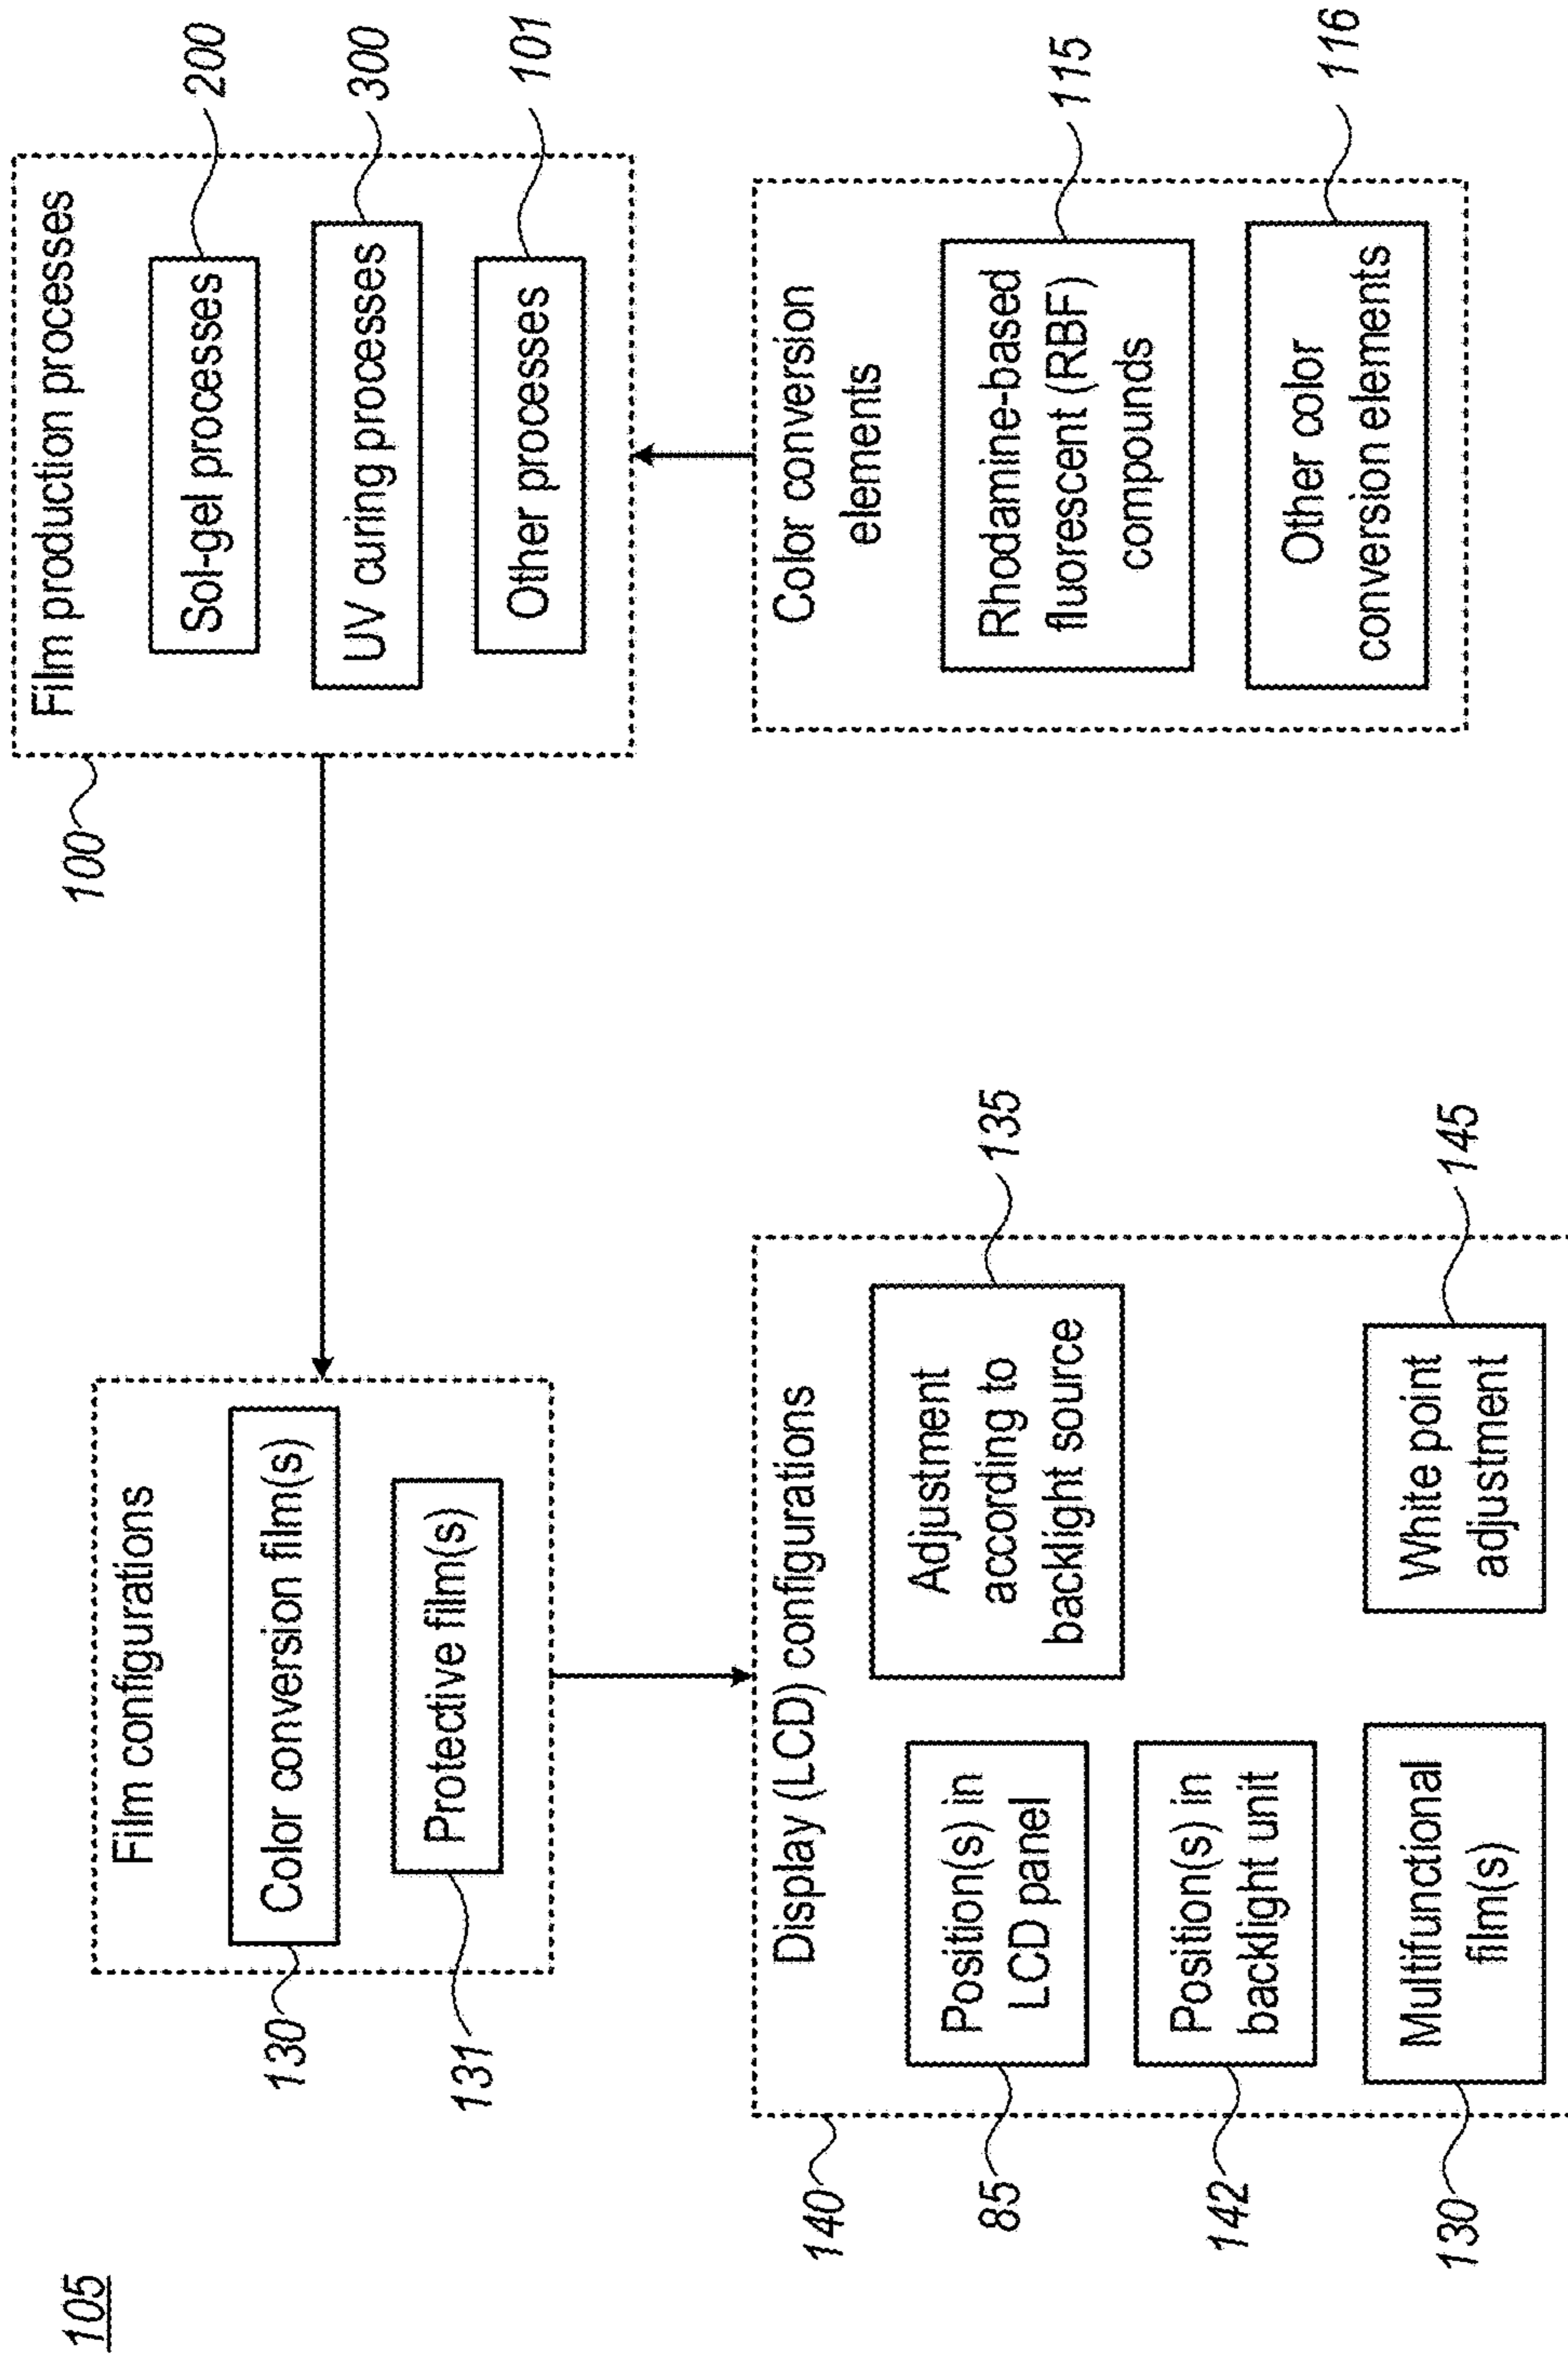 105
Film configurations
Color conversion film(s)
130
Protective film(s)
131
100
Film production processes
Sol-gel processes
200
UV curing processes
300
Other processes
101
Color conversion
elements
Rhodamine-based
fluorescent (RBF)
compounds
115
Other color
conversion elements
116
140
Display (LCD) configurations
Position(s) in
LCD panel
85
Position(s) in
backlight unit
142
Multifunctional
film(s)
130
Adjustment
according to
backlight source
135
White point
adjustment
145